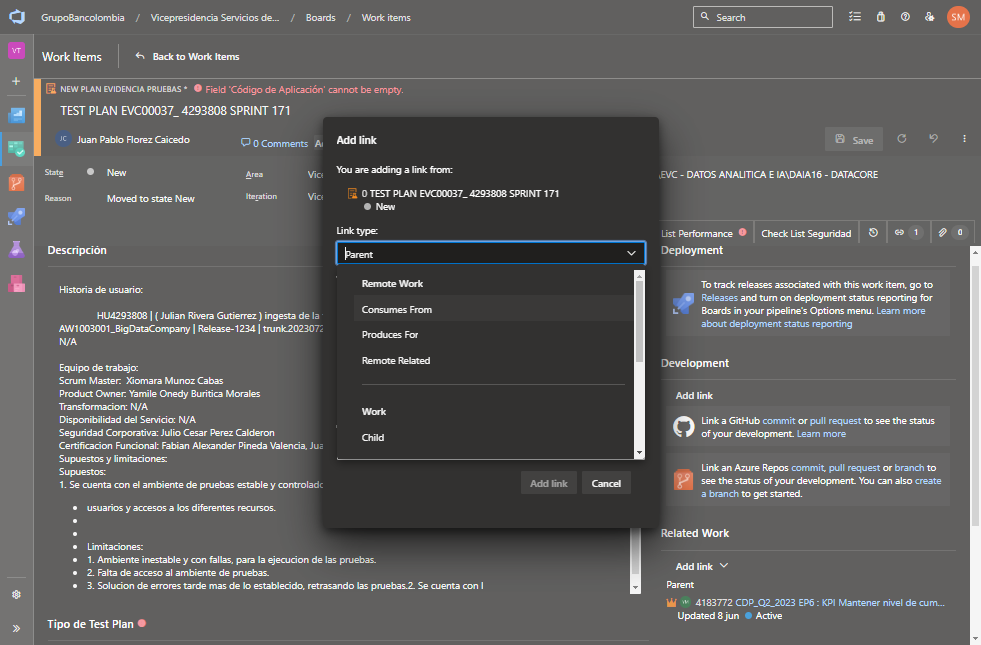 GrupoBancolombia / Vicepresidencia Servicios de... / Boards / Work items
Search
SM
VT
Work Items
Back to Work Items
NEW PLAN EVIDENCIA PRUEBAS * Field 'Código de Aplicación' cannot be empty.
TEST PLAN EVC00037_ 4293808 SPRINT 171
JC Juan Pablo Florez Caicedo
0 Comments
Save
State New
Area
Reason Moved to state New
Iteration
EVC - DATOS ANALITICA E IA\DAIA16 - DATACORE
List Performance
Check List Seguridad
1
0
Add link
You are adding a link from:
0 TEST PLAN EVC00037_ 4293808 SPRINT 171
New
Link type:
Parent
Remote Work
Consumes From
Produces For
Remote Related
Work
Child
Add link
Cancel
Descripción
Historia de usuario:
HU4293808 | ( Julian Rivera Gutierrez ) ingesta de la
AW1003001_BigDataCompany | Release-1234 | trunk.2023072
N/A
Equipo de trabajo:
Scrum Master: Xiomara Munoz Cabas
Product Owner: Yamile Onedy Buritica Morales
Transformacion: N/A
Disponibilidad del Servicio: N/A
Seguridad Corporativa: Julio Cesar Perez Calderon
Certificacion Funcional: Fabian Alexander Pineda Valencia, Jua
Supuestos y limitaciones:
Supuestos:
1. Se cuenta con el ambiente de pruebas estable y controlado
• usuarios y accesos a los diferentes recursos.
•
•
• Limitaciones:
• 1. Ambiente inestable y con fallas, para la ejecucion de las pruebas.
• 2. Falta de acceso al ambiente de pruebas.
• 3. Solucion de errores tarde mas de lo establecido, retrasando las pruebas.2. Se cuenta con l
Tipo de Test Plan
Deployment
To track releases associated with this work item, go to
Releases and turn on deployment status reporting for
Boards in your pipeline's Options menu. Learn more
about deployment status reporting
Development
Add link
Link a GitHub commit or pull request to see the status
of your development. Learn more
Link an Azure Repos commit, pull request or branch to
see the status of your development. You can also create
a branch to get started.
Related Work
Add link
Parent
4183772 CDP_Q2_2023 EP6 : KPI Mantener nivel de cum...
Updated 8 jun Active